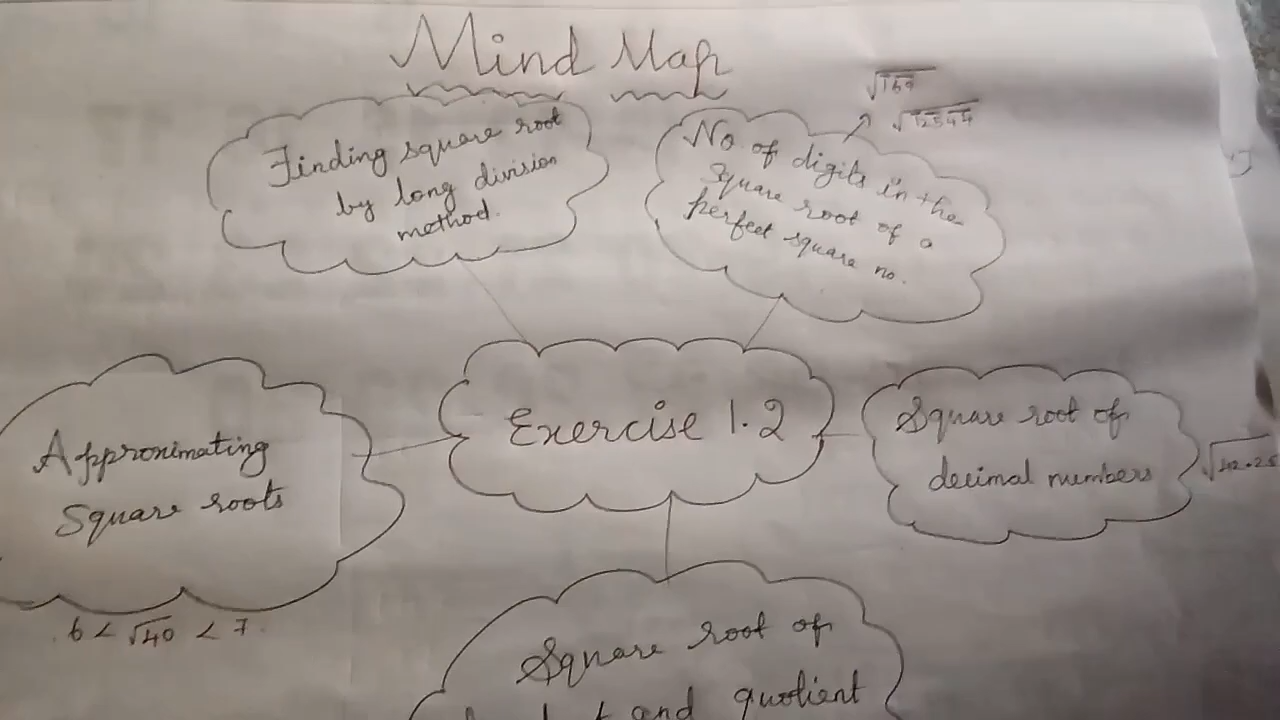 Mind Map
√169
√12544
Finding square root
by long division
method.
No. of digits in the
Square root of a
perfect square no.
Exercise 1.2
Square root of
decimal numbers
Approximating
Square roots
6 < √40 < 7
Square root of
and quotient